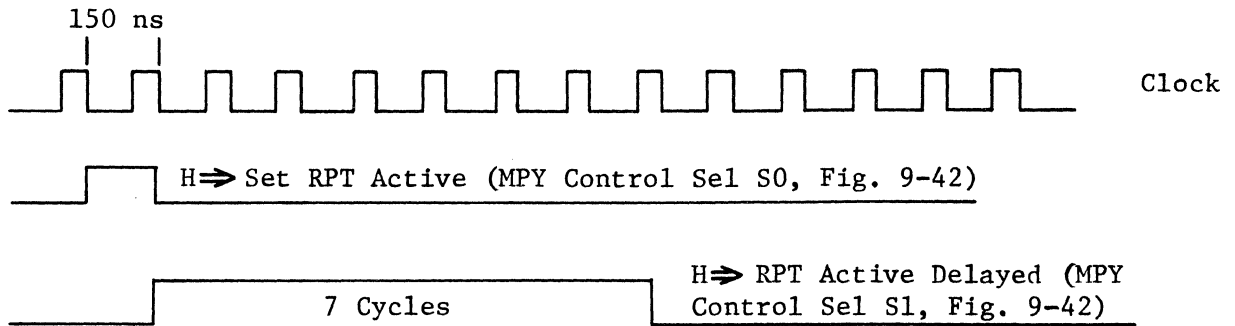 150 ns
Clock
H⇒ Set RPT Active (MPY Control Sel S0, Fig. 9-42)
H⇒ RPT Active Delayed (MPY
7 Cycles
Control Sel S1, Fig. 9-42)